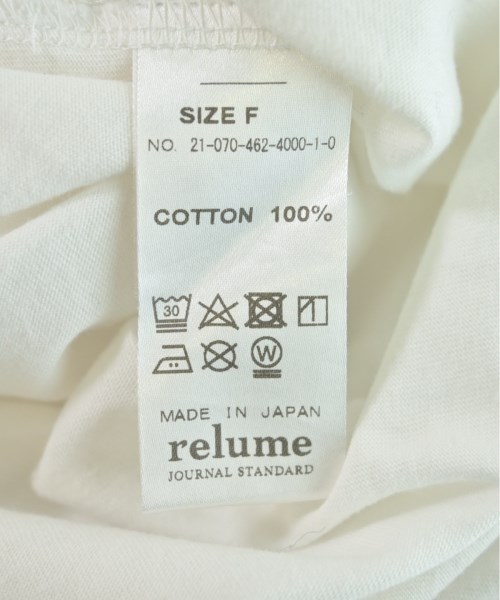 SIZE F
NO. 21-070-462-4000-1-0
COTTON 100%
30
W
MADE IN JAPAN
relume
JOURNAL STANDARD